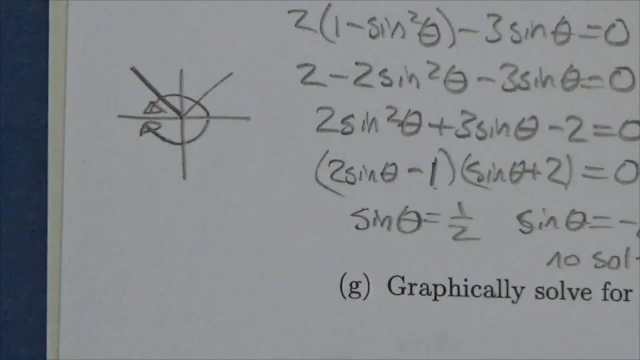 2(1-sin²θ)-3sinθ=0
2-2sin²θ-3sinθ=0
2sin²θ+3sinθ-2=0
(2sinθ-1)(sinθ+2)=0
sinθ=1/2 sinθ=-
no sol
(g) Graphically solve for